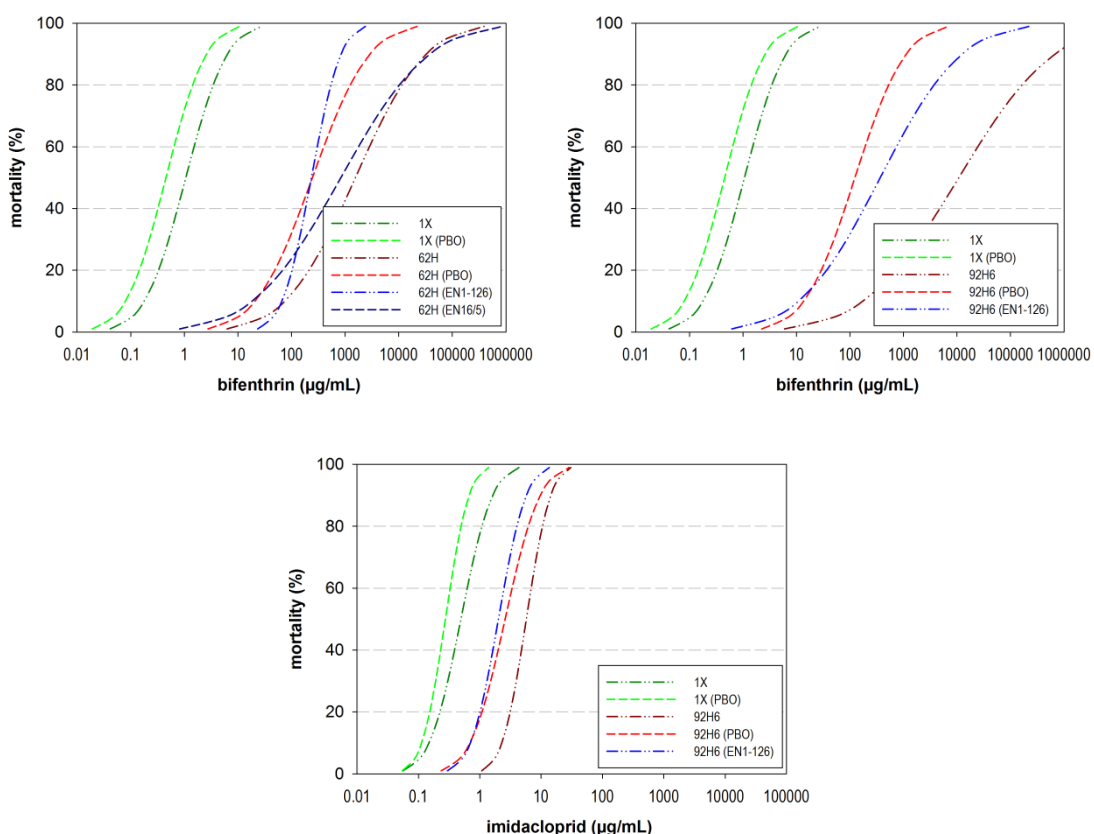 100
80
60
40
20
0
mortality (%)
0.01 0.1 1 10 100 1000 10000 100000 1000000
bifenthrin (µg/mL)
1X
1X (PBO)
62H
62H (PBO)
62H (EN1-126)
62H (EN16/5)
100
80
60
40
20
0
mortality (%)
0.01 0.1 1 10 100 1000 10000 100000 1000000
bifenthrin (µg/mL)
1X
1X (PBO)
92H6
92H6 (PBO)
92H6 (EN1-126)
100
80
60
40
20
0
mortality (%)
0.01 0.1 1 10 100 1000 10000 100000
imidacloprid (µg/mL)
1X
1X (PBO)
92H6
92H6 (PBO)
92H6 (EN1-126)